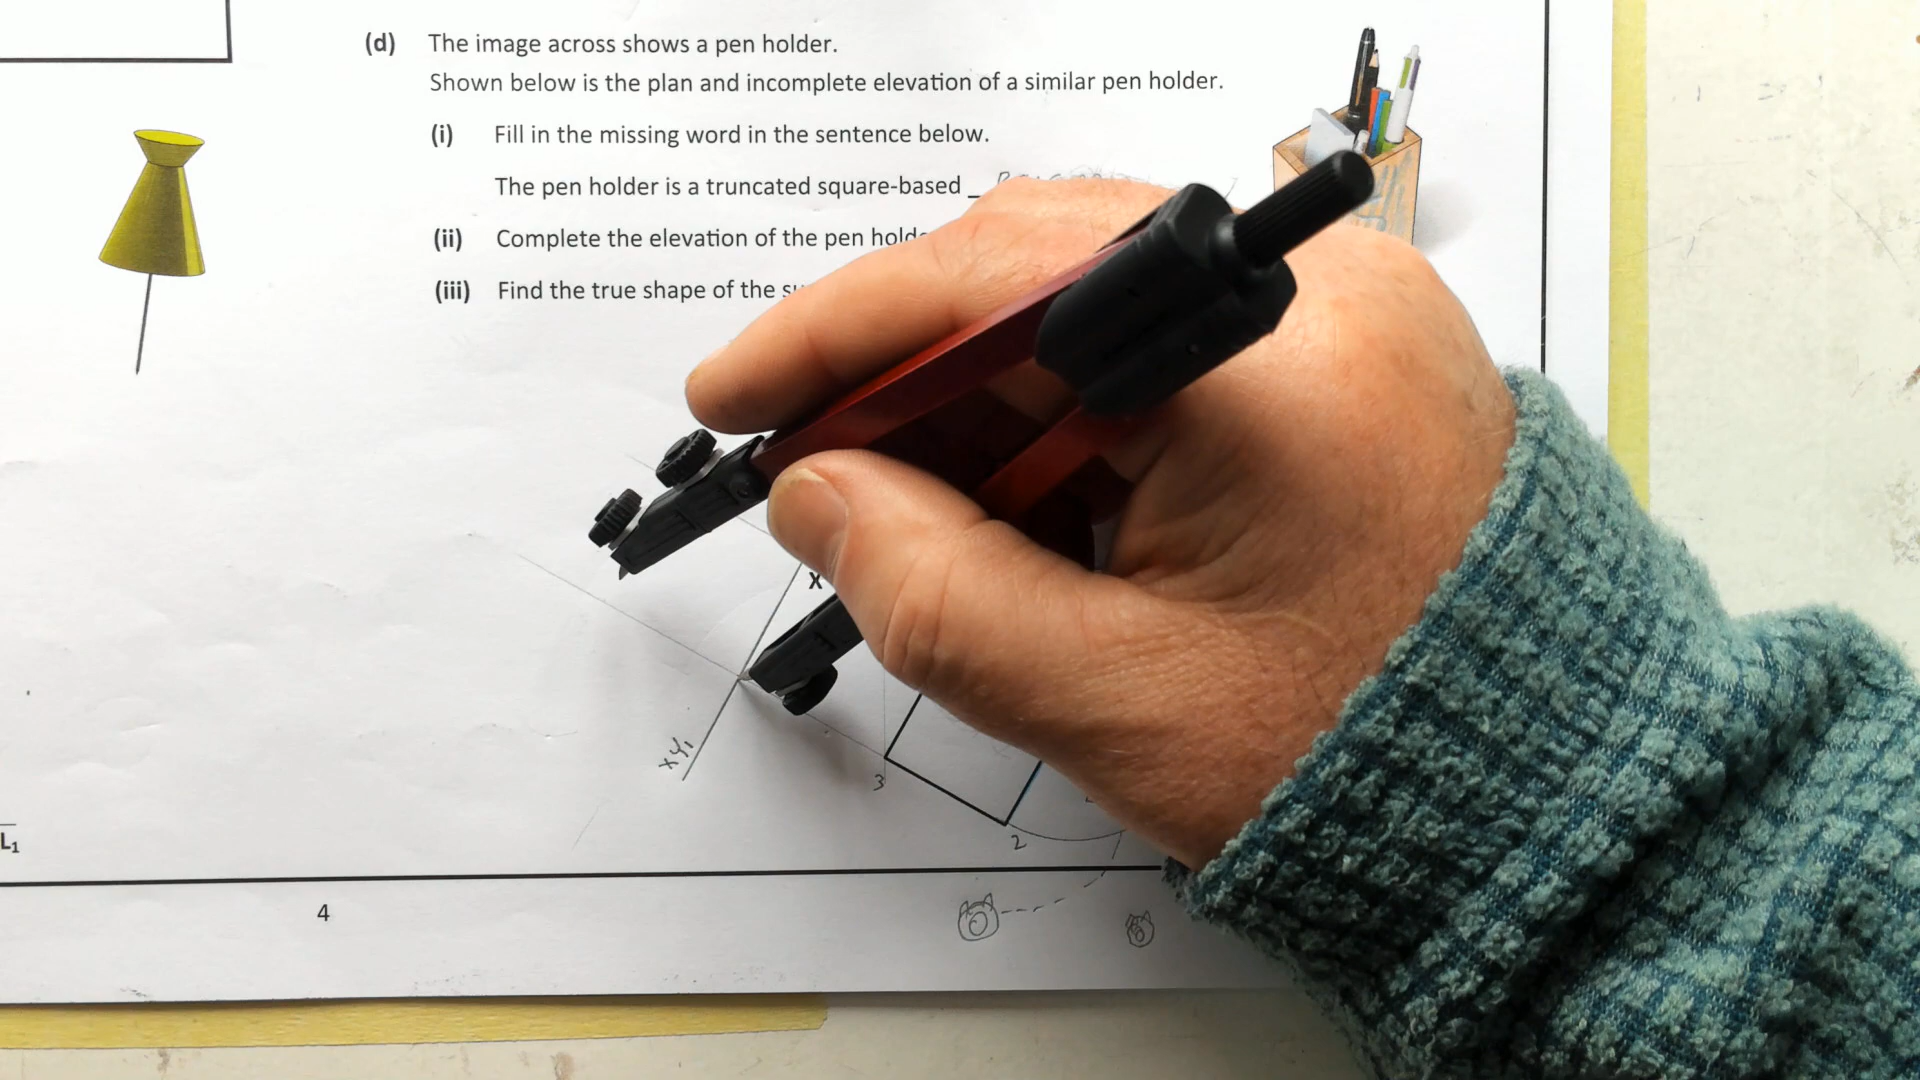 (d) The image across shows a pen holder.
Shown below is the plan and incomplete elevation of a similar pen holder.
(i) Fill in the missing word in the sentence below.
The pen holder is a truncated square-based
(ii) Complete the elevation of the pen
(iii) Find the true shape of the
X
1
XY1
3
2
L1
4